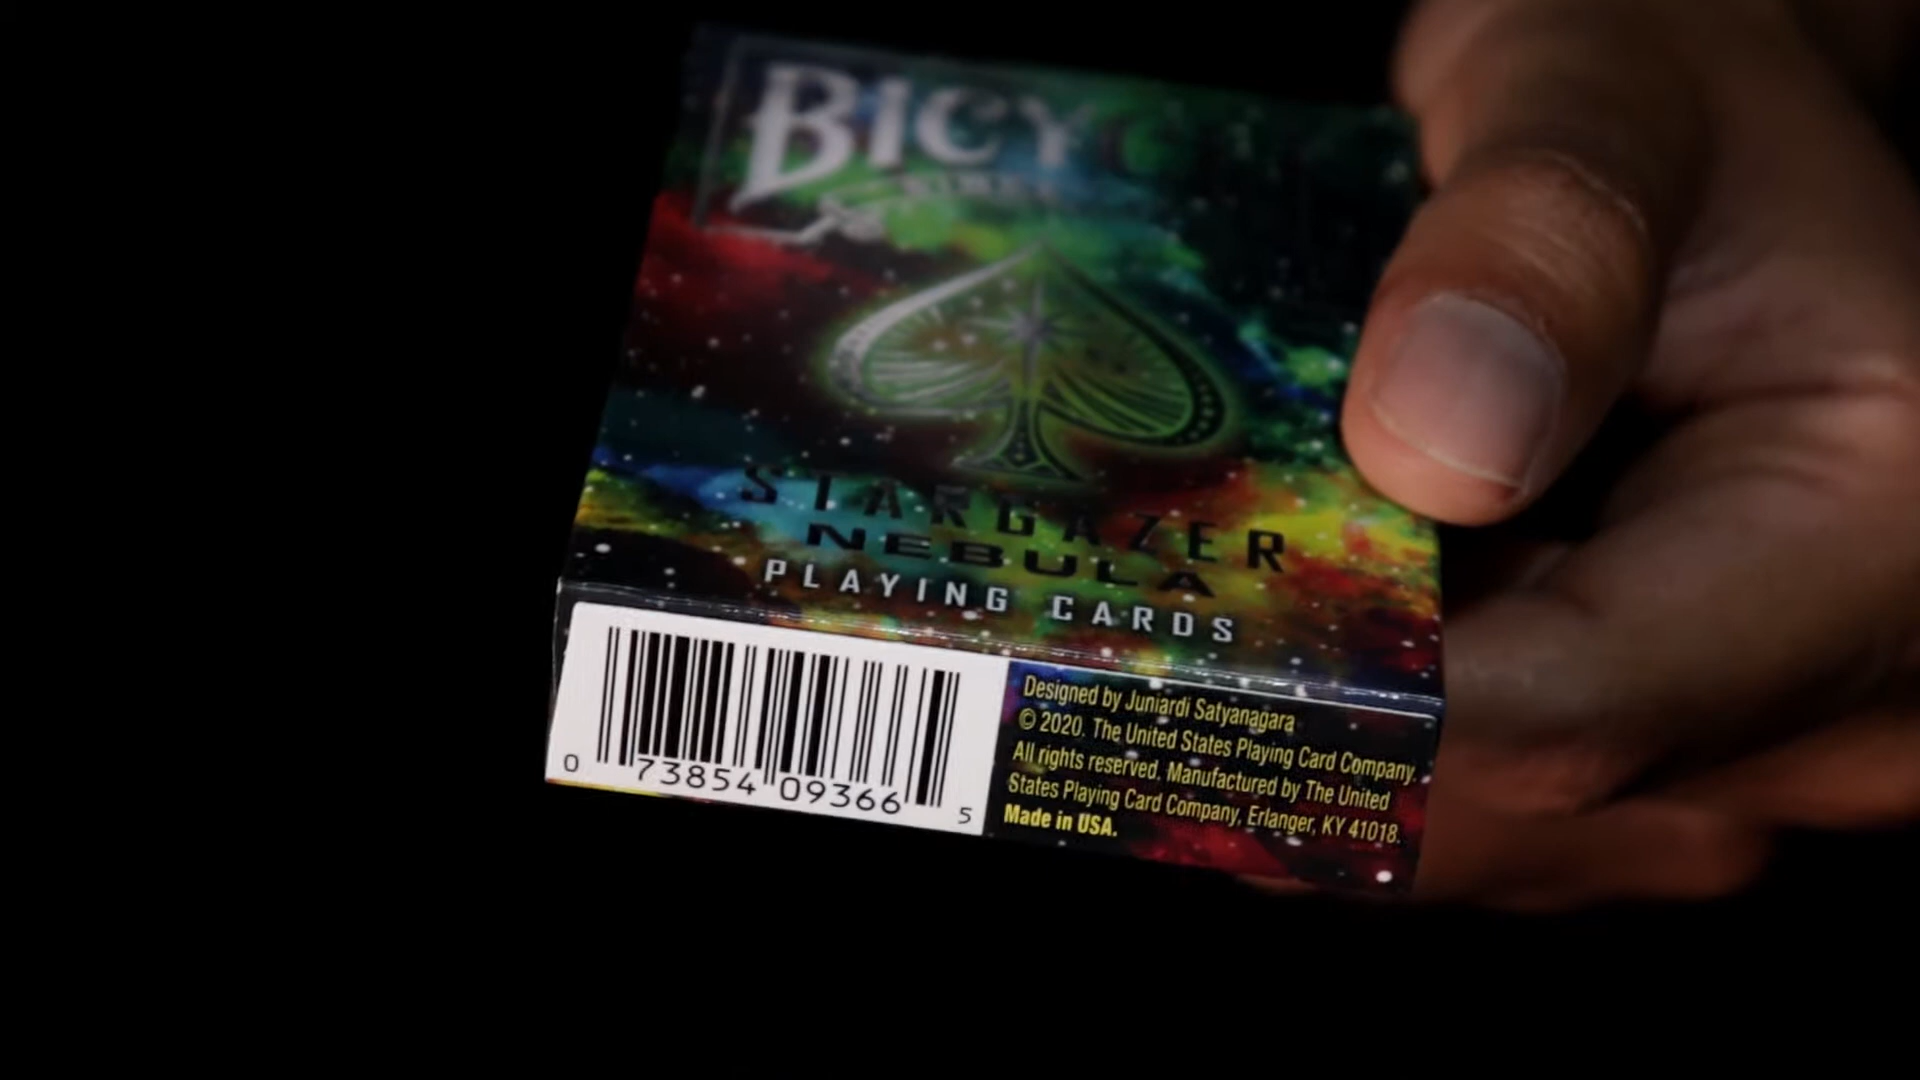 BICYC
STARGAZER
NEBULA
PLAYING CARDS
0 73854 09366 5
Designed by Juniardi Satyanagara
© 2020. The United States Playing Card Company.
All rights reserved. Manufactured by The United
States Playing Card Company, Erlanger, KY 41018.
Made in USA.